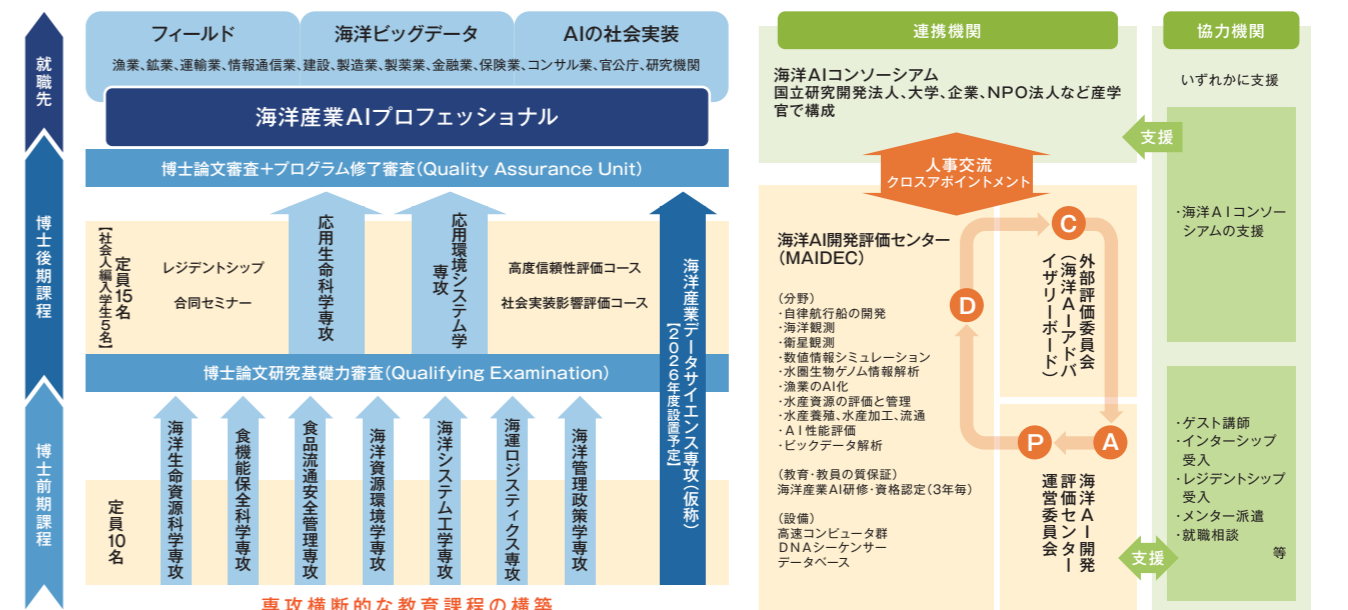 就職先
博士後期課程
博士前期課程
フィールド
海洋ビッグデータ
AIの社会実装
漁業、鉱業、運輸業、情報通信業、建設、製造業、製薬業、金融業、保険業、コンサル業、官公庁、研究機関
海洋産業AIプロフェッショナル
博士論文審査+プログラム修了審査(Quality Assurance Unit)
定員15名
【社会人編入学生5名】
レジデントシップ
合同セミナー
応用生命科学専攻
応用環境システム学
専攻
高度信頼性評価コース
社会実装影響評価コース
海洋産業データサイエンス専攻(仮称)
【2026年度設置予定】
博士論文研究基礎力審査(Qualifying Examination)
定員10名
海洋生命資源科学専攻
食機能保全科学専攻
食品流通安全管理専攻
海洋資源環境学専攻
海洋システム工学専攻
海運ロジスティクス専攻
海洋管理政策学専攻
専攻横断的な教育課程の構築
連携機関
海洋AIコンソーシアム
国立研究開発法人、大学、企業、NPO法人など産学
官で構成
人事交流
クロスアポイントメント
海洋AI開発評価センター
(MAIDEC)
(分野)
・自律航行船の開発
・海洋観測
・衛星観測
・数値情報シミュレーション
・水圏生物ゲノム情報解析
・漁業のAI化
・水産資源の評価と管理
・水産養殖、水産加工、流通
・AI性能評価
・ビックデータ解析
(教育・教員の質保証)
海洋産業AI研修・資格認定(3年毎)
(設備)
高速コンピュータ群
DNAシーケンサー
データベース
C
D
P
A
外部評価委員会
(海洋AIアドバ
イザリーボード)
海洋AI開発
評価センター
運営委員会
協力機関
いずれかに支援
支援
・海洋AIコンソー
シアムの支援
・ゲスト講師
・インターシップ
受入
・レジデントシップ
受入
・メンター派遣
・就職相談
等
支援